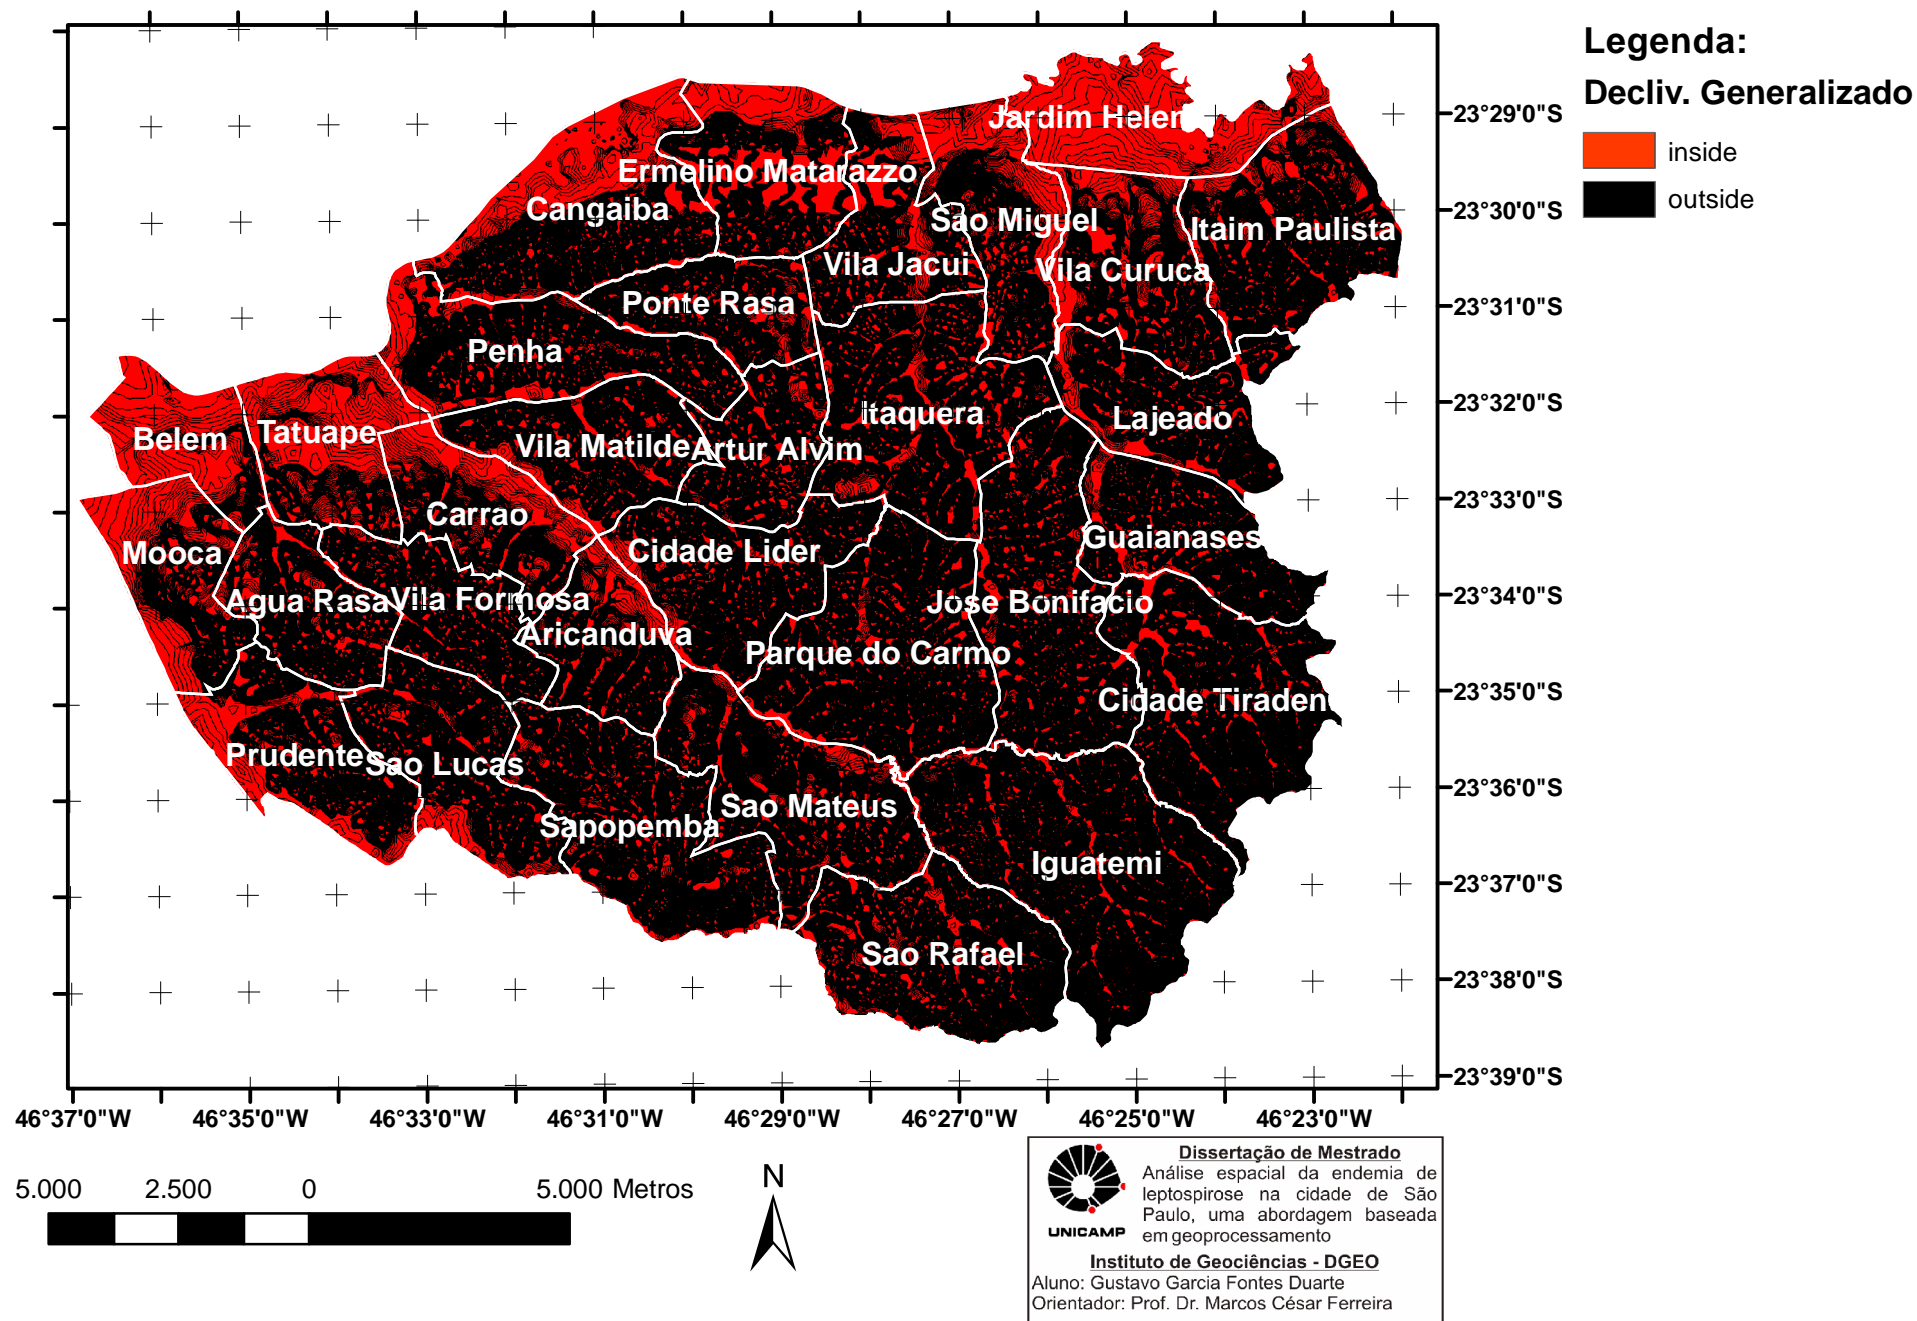 Legenda:
Decliv. Generalizado
inside
outside
Jardim Helen
Ermelino Matarazzo
Cangaiba
Sao Miguel
Itaim Paulista
Vila Jacui
Vila Curuca
Ponte Rasa
Penha
Itaquera
Lajeado
Belem
Tatuape
Vila Matilde
Artur Alvim
Carrao
Guaianases
Mooca
Cidade Lider
Agua Rasa
Vila Formosa
Jose Bonifacio
Aricanduva
Parque do Carmo
Cidade Tiraden
Prudente
Sao Lucas
Sao Mateus
Sapopemba
Iguatemi
Sao Rafael
23°29'0"S
23°30'0"S
23°31'0"S
23°32'0"S
23°33'0"S
23°34'0"S
23°35'0"S
23°36'0"S
23°37'0"S
23°38'0"S
23°39'0"S
46°37'0"W
46°35'0"W
46°33'0"W
46°31'0"W
46°29'0"W
46°27'0"W
46°25'0"W
46°23'0"W
5.000 2.500 0 5.000 Metros
N
UNICAMP
Dissertação de Mestrado
Análise espacial da endemia de
leptospirose na cidade de São
Paulo, uma abordagem baseada
em geoprocessamento
Instituto de Geociências - DGEO
Aluno: Gustavo Garcia Fontes Duarte
Orientador: Prof. Dr. Marcos César Ferreira